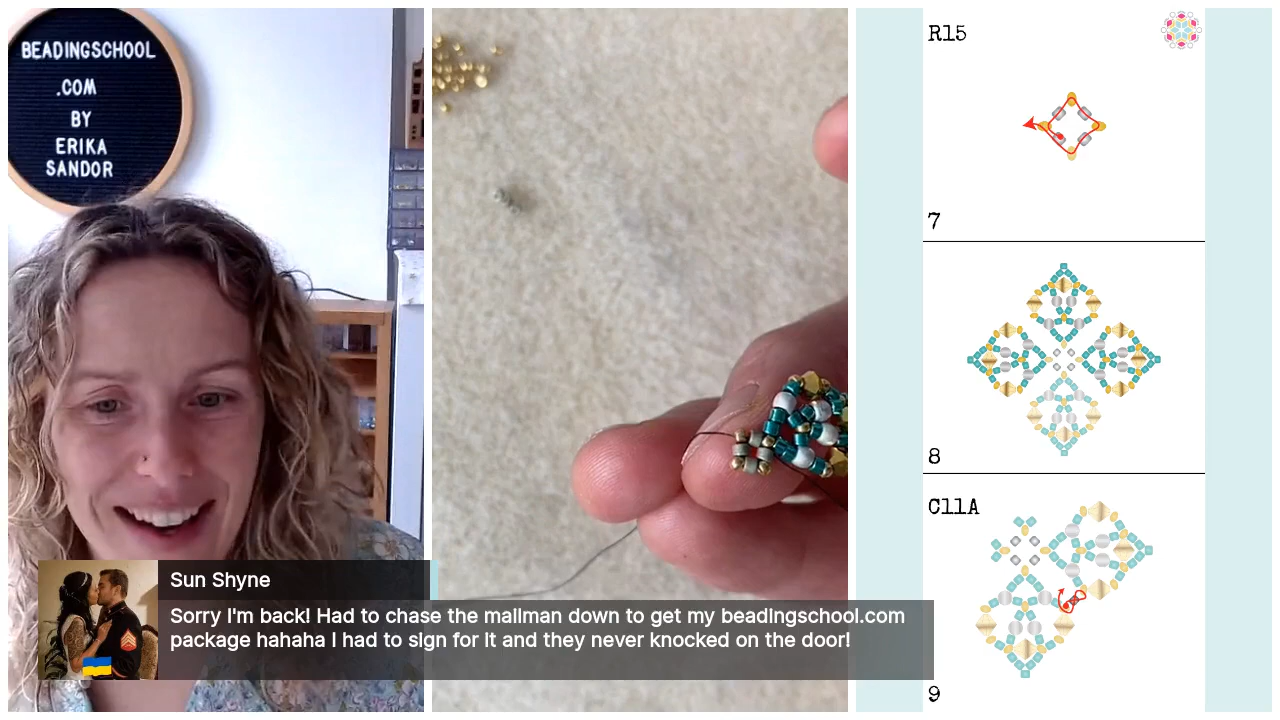 BEADINGSCHOOL
.COM
BY
ERIKA
SANDOR
R15
7
8
C11A
9
Sun Shyne
Sorry I'm back! Had to chase the mailman down to get my beadingschool.com
package hahaha I had to sign for it and they never knocked on the door!